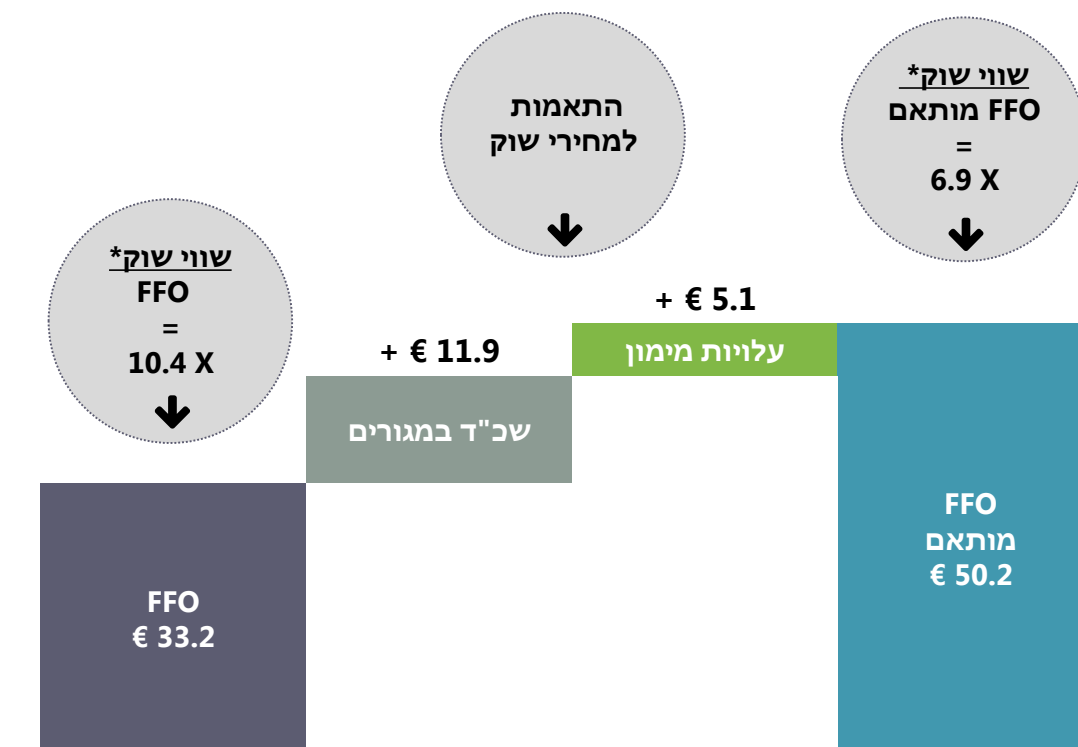 שווי שוק*
FFO
=
10.4 X
FFO
€ 33.2
+ € 11.9
שכ"ד במגורים
התאמות
למחירי שוק
+ € 5.1
עלויות מימון
שווי שוק*
FFO מותאם
=
6.9 X
FFO
מותאם
€ 50.2